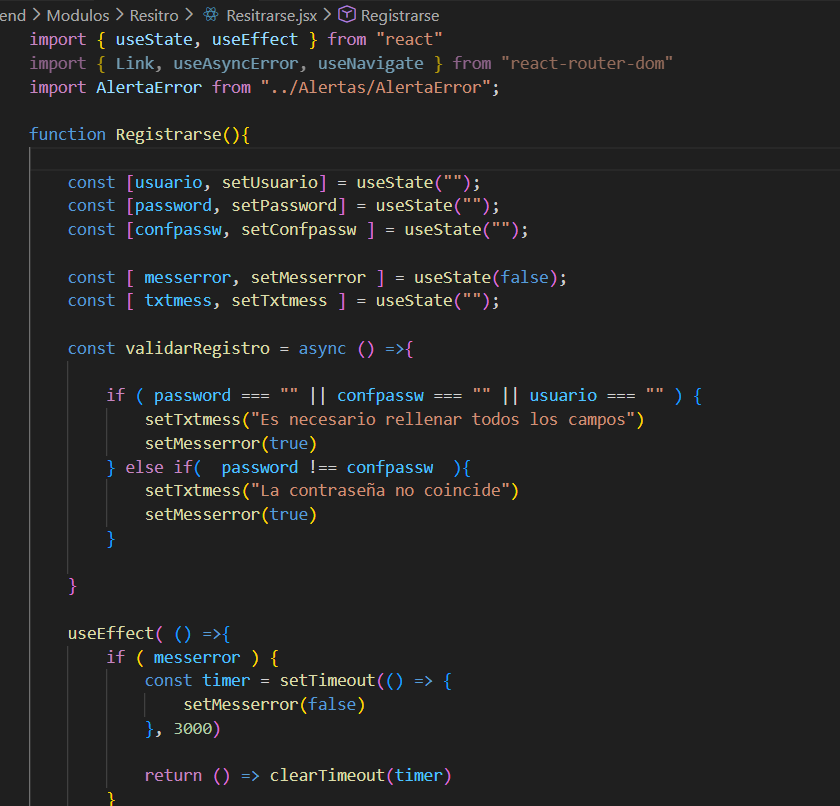 end > Modulos > Resitro > Resitrarse.jsx > Registrarse
import { useState, useEffect } from "react"
import { Link, useAsyncError, useNavigate } from "react-router-dom"
import AlertaError from "../Alertas/AlertaError";
function Registrarse(){
const [usuario, setUsuario] = useState("");
const [password, setPassword] = useState("");
const [confpassw, setConfpassw ] = useState("");
const [ messerror, setMesserror ] = useState(false);
const [ txtmess, setTxtmess ] = useState("");
const validarRegistro = async () =>{
if ( password === "" || confpassw === "" || usuario === "" ) {
setTxtmess("Es necesario rellenar todos los campos")
setMesserror(true)
} else if(  password !== confpassw  ){
setTxtmess("La contraseña no coincide")
setMesserror(true)
}
}
useEffect( () =>{
if ( messerror ) {
const timer = setTimeout(() => {
setMesserror(false)
}, 3000)
return () => clearTimeout(timer)
}